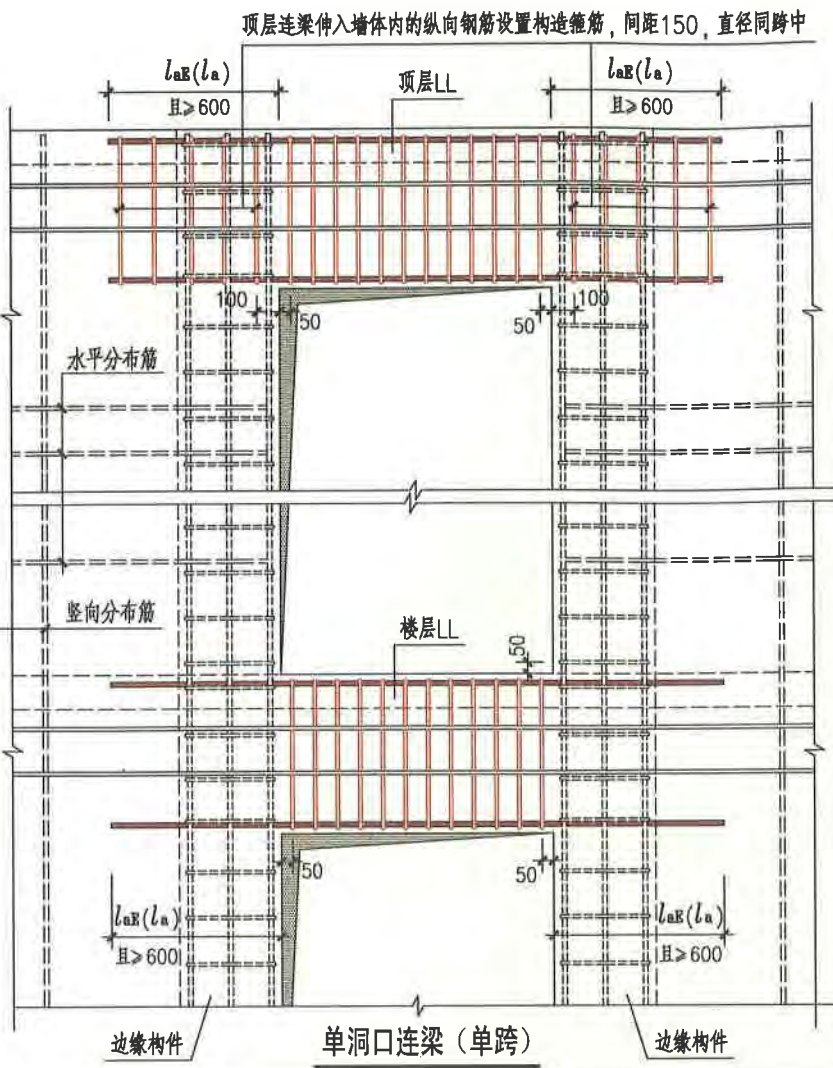 顶层连梁伸入墙体内的纵向钢筋设置构造箍筋，间距150，直径同跨中
laE(la)
且≥600
顶层LL
laE(la)
且≥600
100
50
50
100
水平分布筋
竖向分布筋
楼层LL
50
50
50
laE(la)
且≥600
laE(la)
且≥600
边缘构件
单洞口连梁（单跨）
边缘构件